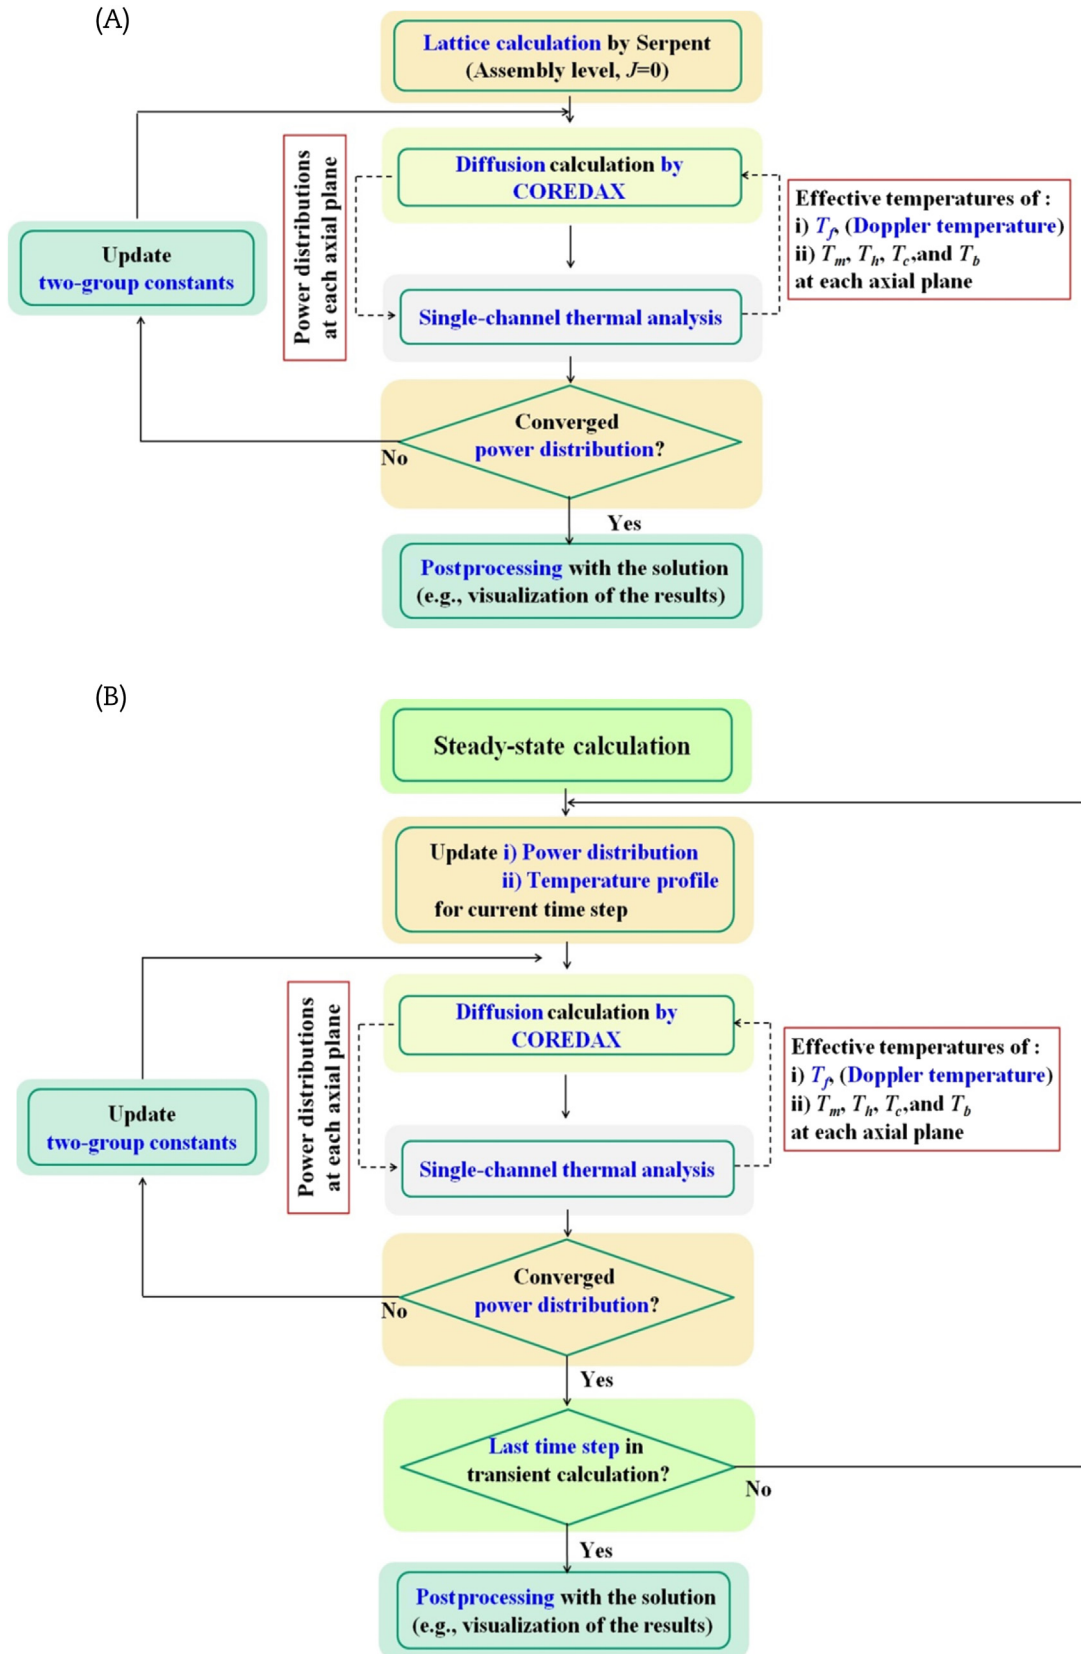 (A)
Lattice calculation by Serpent
(Assembly level, J=0)
Diffusion calculation by
COREDAX
Power distributions
at each axial plane
Effective temperatures of :
i) Tf, (Doppler temperature)
ii) Tm, Th, Tc,and Tb
at each axial plane
Update
two-group constants
Single-channel thermal analysis
Converged
power distribution?
No
Yes
Postprocessing with the solution
(e.g., visualization of the results)
(B)
Steady-state calculation
Update i) Power distribution
ii) Temperature profile
for current time step
Diffusion calculation by
COREDAX
Power distributions
at each axial plane
Effective temperatures of :
i) Tf, (Doppler temperature)
ii) Tm, Th, Tc,and Tb
at each axial plane
Update
two-group constants
Single-channel thermal analysis
Converged
power distribution?
No
Yes
Last time step in
transient calculation?
No
Yes
Postprocessing with the solution
(e.g., visualization of the results)